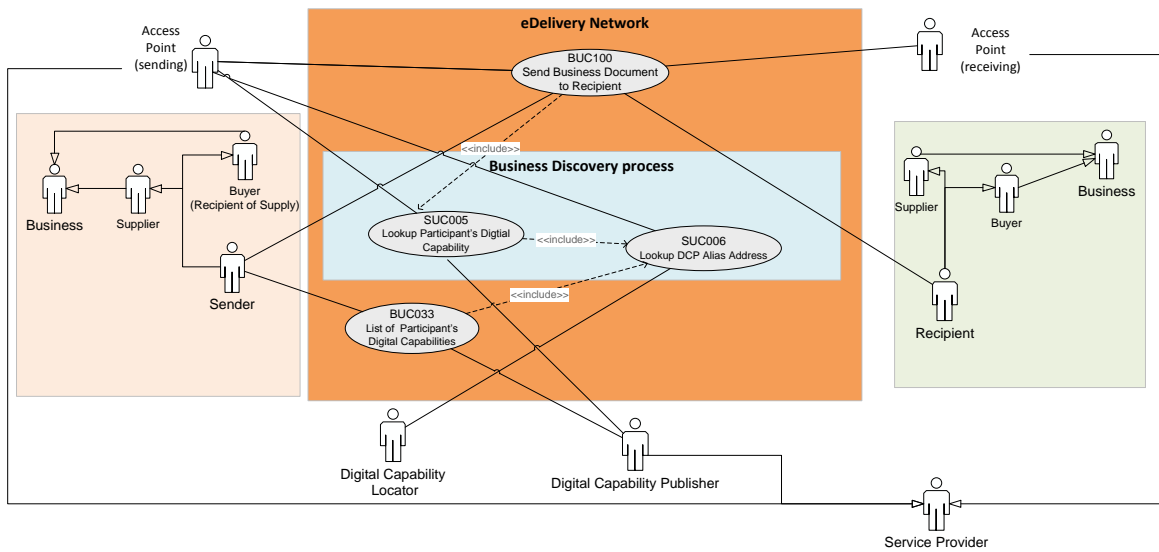 eDelivery Network
Access
Point
(sending)
Access
Point
(receiving)
BUC100
Send Business Document
to Recipient
<<include>>
Business Discovery process
Buyer
(Recipient of Supply)
Business
Supplier
Supplier
Business
Buyer
SUC005
Lookup Participant's Digtial
Capability
<<include>>
SUC006
Lookup DCP Alias Address
Sender
<<include>>
BUC033
List of Participant's
Digital Capabilities
Recipient
Digital Capability
Locator
Digital Capability Publisher
Service Provider